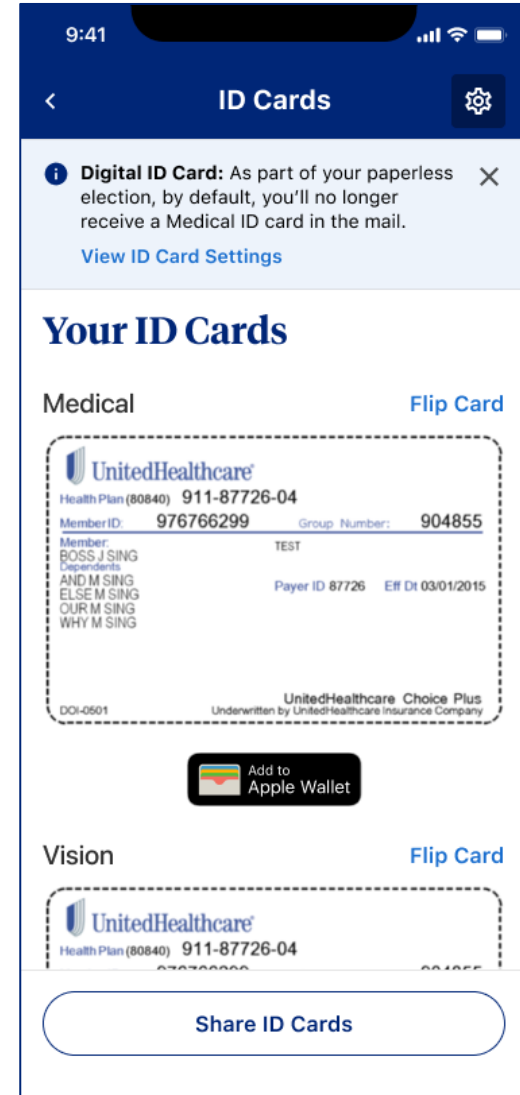 9:41
ID Cards
Digital ID Card: As part of your paperless
election, by default, you'll no longer
receive a Medical ID card in the mail.
View ID Card Settings
Your ID Cards
Medical Flip Card
UnitedHealthcare
Health Plan (80840) 911-87726-04
Member ID: 976766299 Group Number: 904855
Member: TEST
BOSS J SING
Dependents
AND M SING Payer ID 87726 Eff Dt 03/01/2015
ELSE M SING
OUR M SING
WHY M SING
UnitedHealthcare Choice Plus
DOI-0501 Underwritten by UnitedHealthcare Insurance Company
Add to
Apple Wallet
Vision Flip Card
UnitedHealthcare
Health Plan (80840) 911-87726-04
Share ID Cards